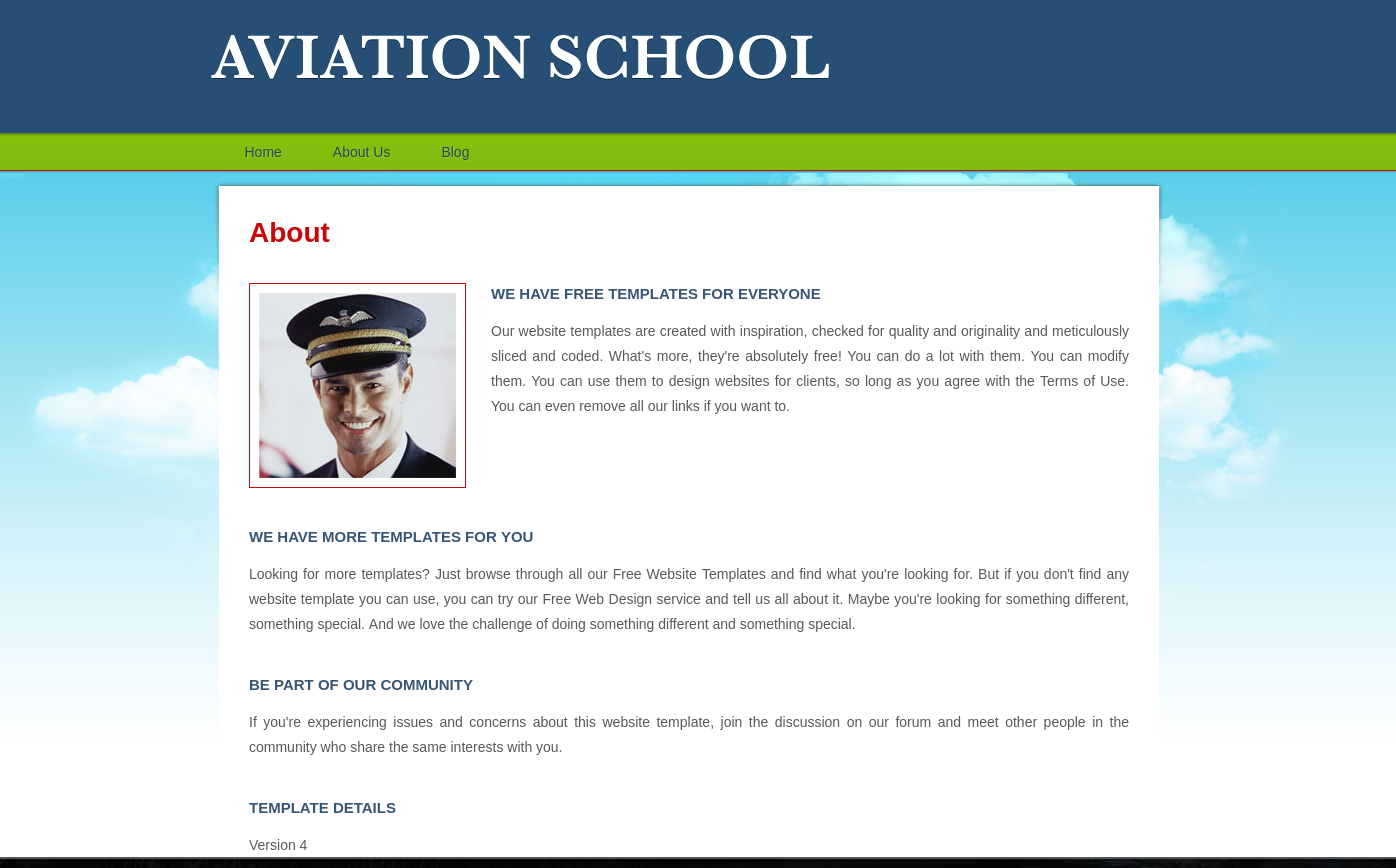 AVIATION SCHOOL
Home About Us Blog
About
WE HAVE FREE TEMPLATES FOR EVERYONE
Our website templates are created with inspiration, checked for quality and originality and meticulously
sliced and coded. What's more, they're absolutely free! You can do a lot with them. You can modify
them. You can use them to design websites for clients, so long as you agree with the Terms of Use.
You can even remove all our links if you want to.
WE HAVE MORE TEMPLATES FOR YOU
Looking for more templates? Just browse through all our Free Website Templates and find what you're looking for. But if you don't find any
website template you can use, you can try our Free Web Design service and tell us all about it. Maybe you're looking for something different,
something special. And we love the challenge of doing something different and something special.
BE PART OF OUR COMMUNITY
If you're experiencing issues and concerns about this website template, join the discussion on our forum and meet other people in the
community who share the same interests with you.
TEMPLATE DETAILS
Version 4